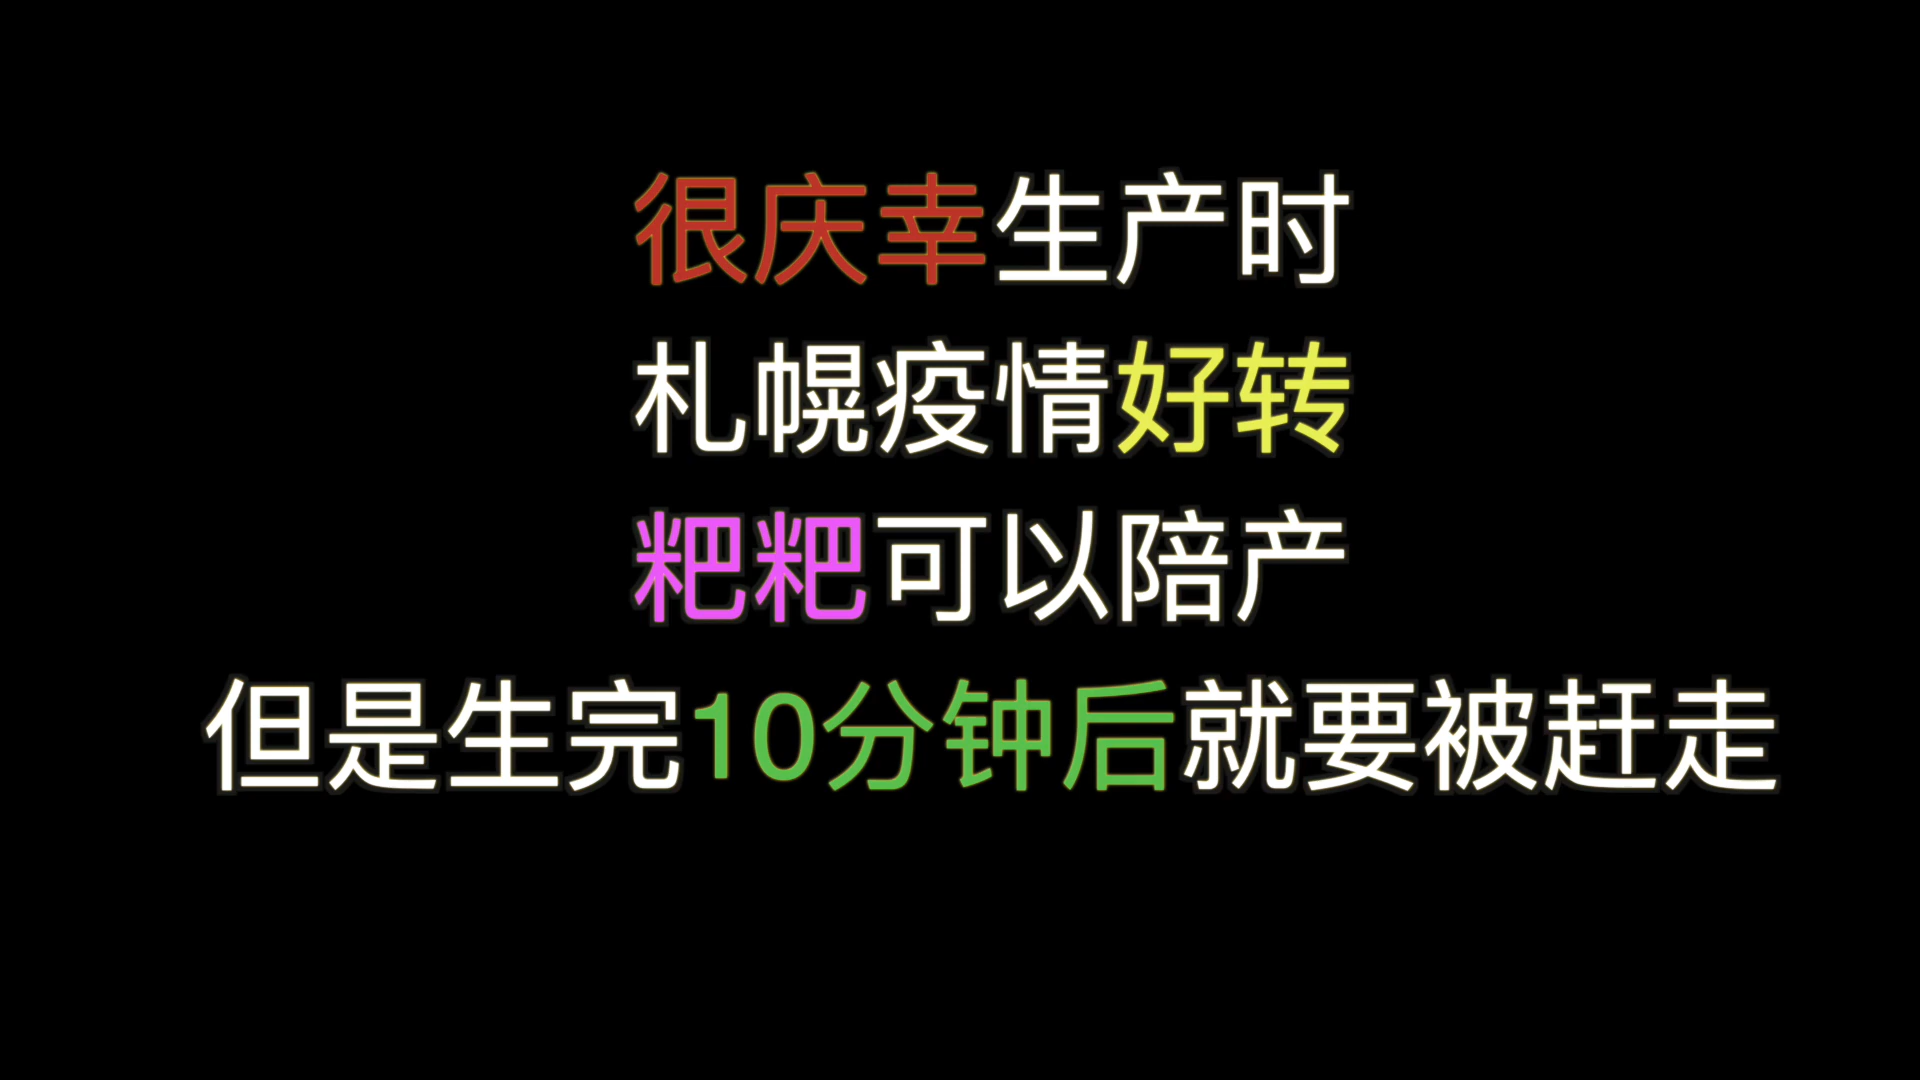 很庆幸生产时
札幌疫情好转
粑粑可以陪产
但是生完10分钟后就要被赶走